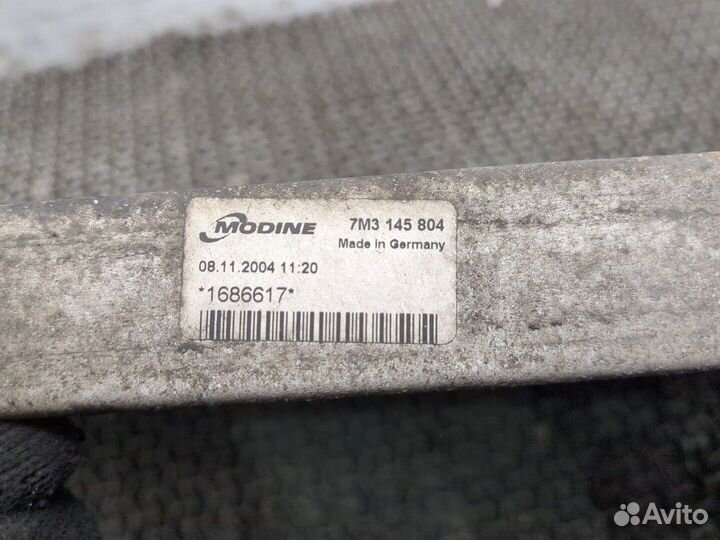 MODINE 7M3 145 804
Made in Germany
08.11.2004 11:20
*1686617*
Avito